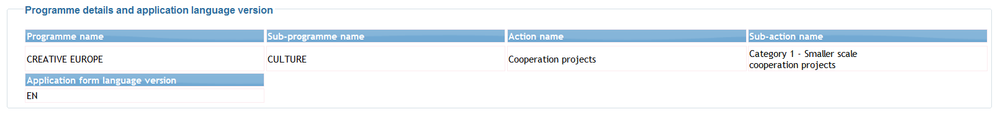 Programme details and application language version
Programme name Sub-programme name Action name Sub-action name
CREATIVE EUROPE CULTURE Cooperation projects Category 1 - Smaller scale
cooperation projects
Application form language version
EN